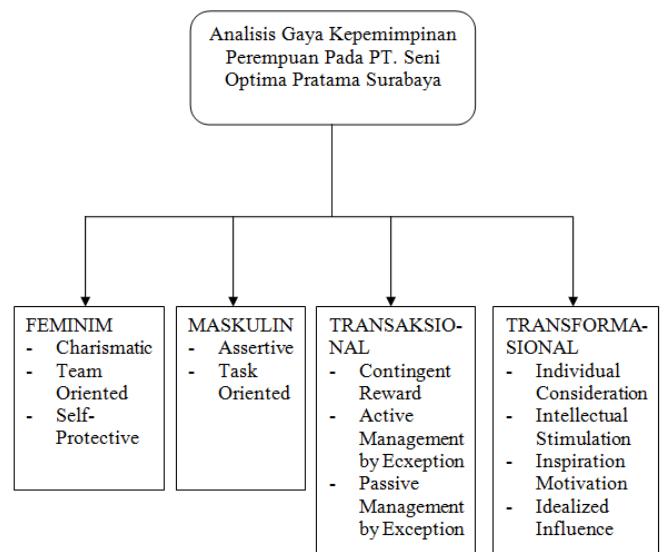 Analisis Gaya Kepemimpinan
Perempuan Pada PT. Seni
Optima Pratama Surabaya
FEMINIM
- Charismatic
- Team
Oriented
- Self-
Protective
MASKULIN
- Assertive
- Task
Oriented
TRANSAKSIO-
NAL
- Contingent
Reward
- Active
Management
by Ecxeption
- Passive
Management
by Exception
TRANSFORMA-
SIONAL
- Individual
Consideration
- Intellectual
Stimulation
- Inspiration
Motivation
- Idealized
Influence